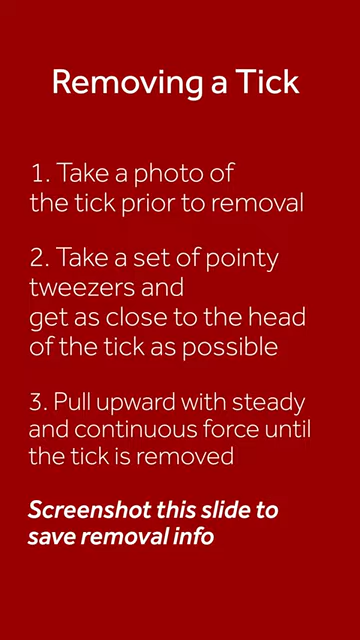 Removing a Tick
1. Take a photo of
the tick prior to removal
2. Take a set of pointy
tweezers and
get as close to the head
of the tick as possible
3. Pull upward with steady
and continuous force until
the tick is removed
Screenshot this slide to
save removal info